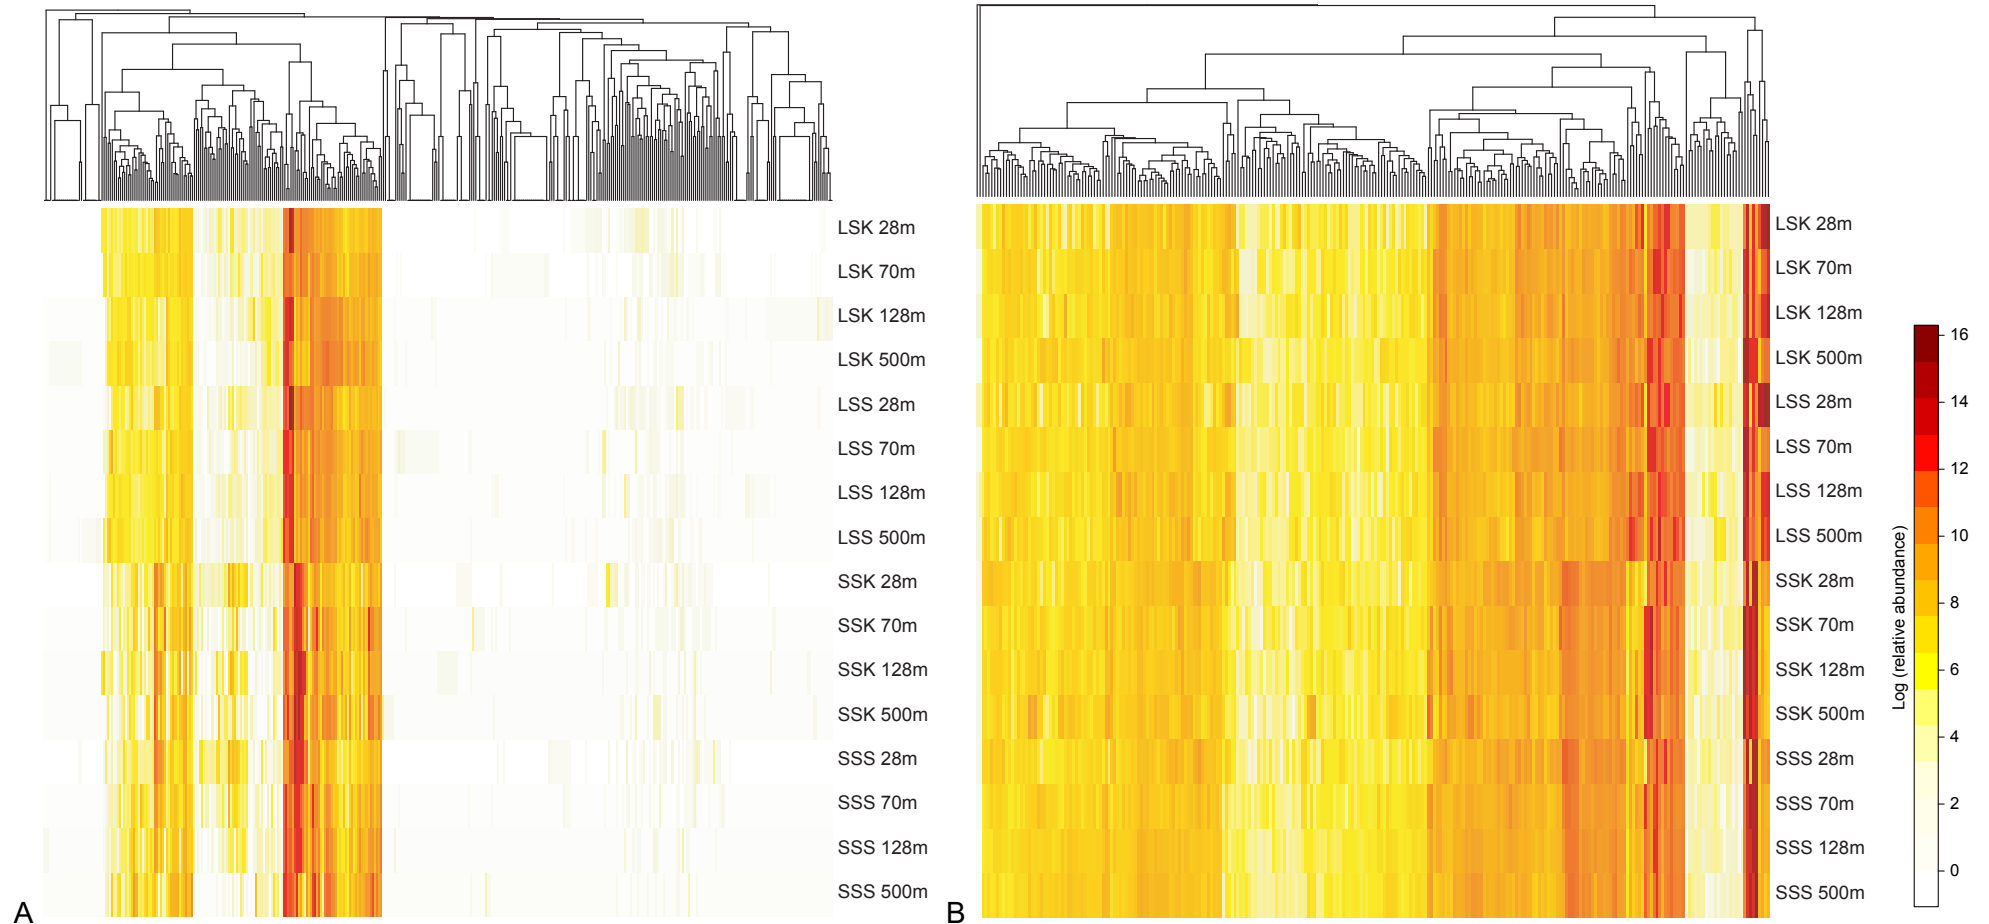 LSK 28m
LSK 70m
LSK 128m
LSK 500m
LSS 28m
LSS 70m
LSS 128m
LSS 500m
SSK 28m
SSK 70m
SSK 128m
SSK 500m
SSS 28m
SSS 70m
SSS 128m
SSS 500m
A
LSK 28m
LSK 70m
LSK 128m
LSK 500m
LSS 28m
LSS 70m
LSS 128m
LSS 500m
SSK 28m
SSK 70m
SSK 128m
SSK 500m
SSS 28m
SSS 70m
SSS 128m
SSS 500m
B
Log (relative abundance)
16
14
12
10
8
6
4
2
0